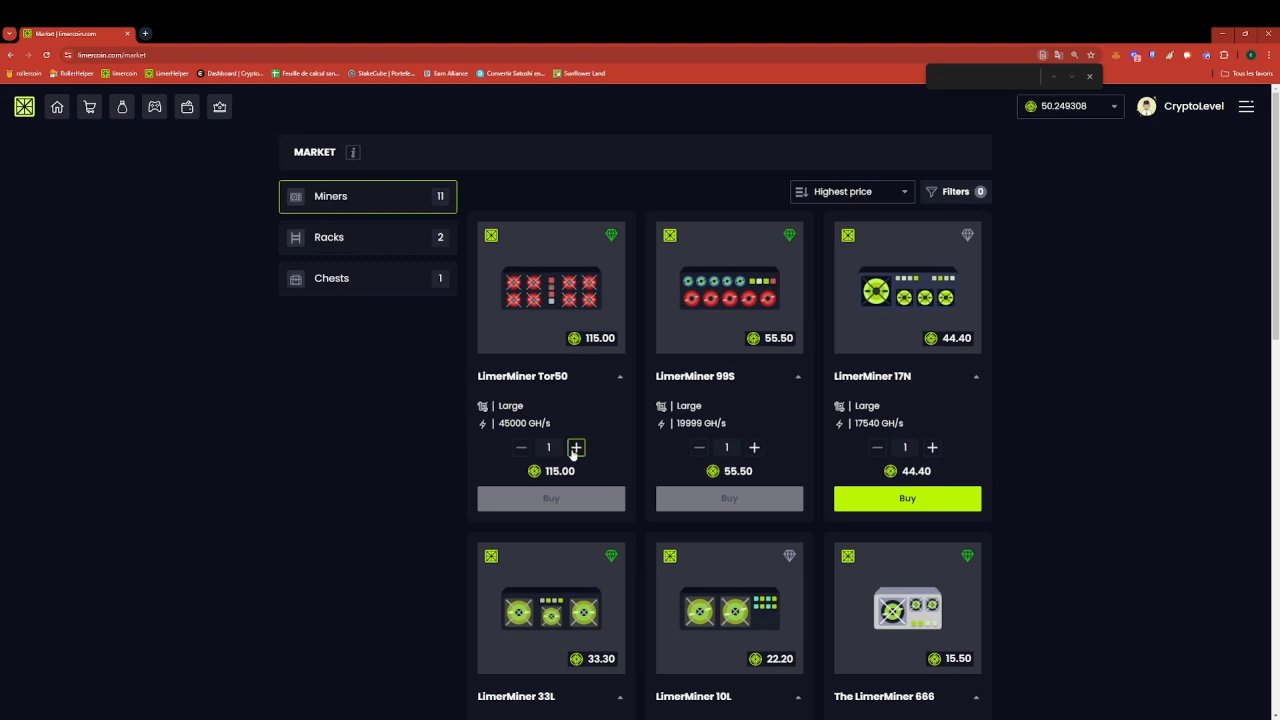 Market | limercoin.com
limercoin.com/market
rollercoin RollerHelper limercoin LimerHelper Dashboard | Crypto... Feuille de calcul san... StakeCube | Portele... Earn Alliance Convertir Satoshi en... Sunflower Land Tous les favoris
50.249308 CryptoLevel
MARKET
Miners 11
Highest price Filters 0
Racks 2
Chests 1
115.00 55.50 44.40
LimerMiner Tor50 LimerMiner 99S LimerMiner 17N
| Large | Large | Large
| 45000 GH/s | 19999 GH/s | 17540 GH/s
1 1 1
115.00 55.50 44.40
Buy Buy Buy
33.30 22.20 15.50
LimerMiner 33L LimerMiner 10L The LimerMiner 666